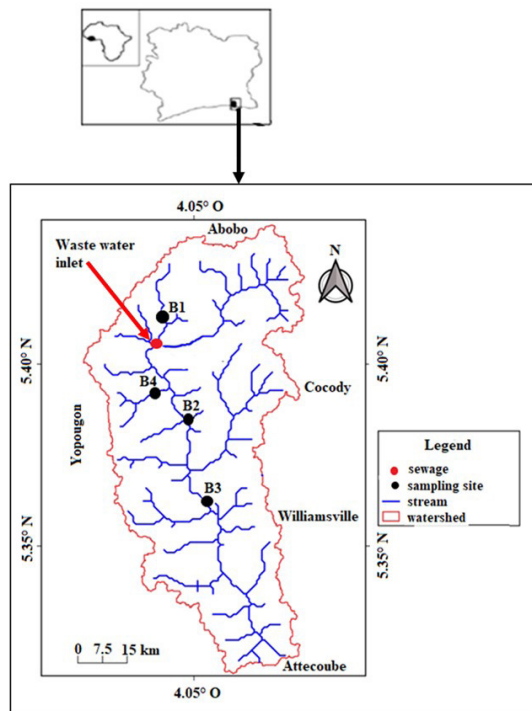 4.05° O
Abobo
Waste water
inlet
N
B1
5.40° N
5.40° N
B4
Cocody
B2
Yopougon
Legend
sewage
sampling site
stream
watershed
B3
Williamsville
5.35° N
5.35° N
0 7.5 15 km
Attecoube
4.05° O